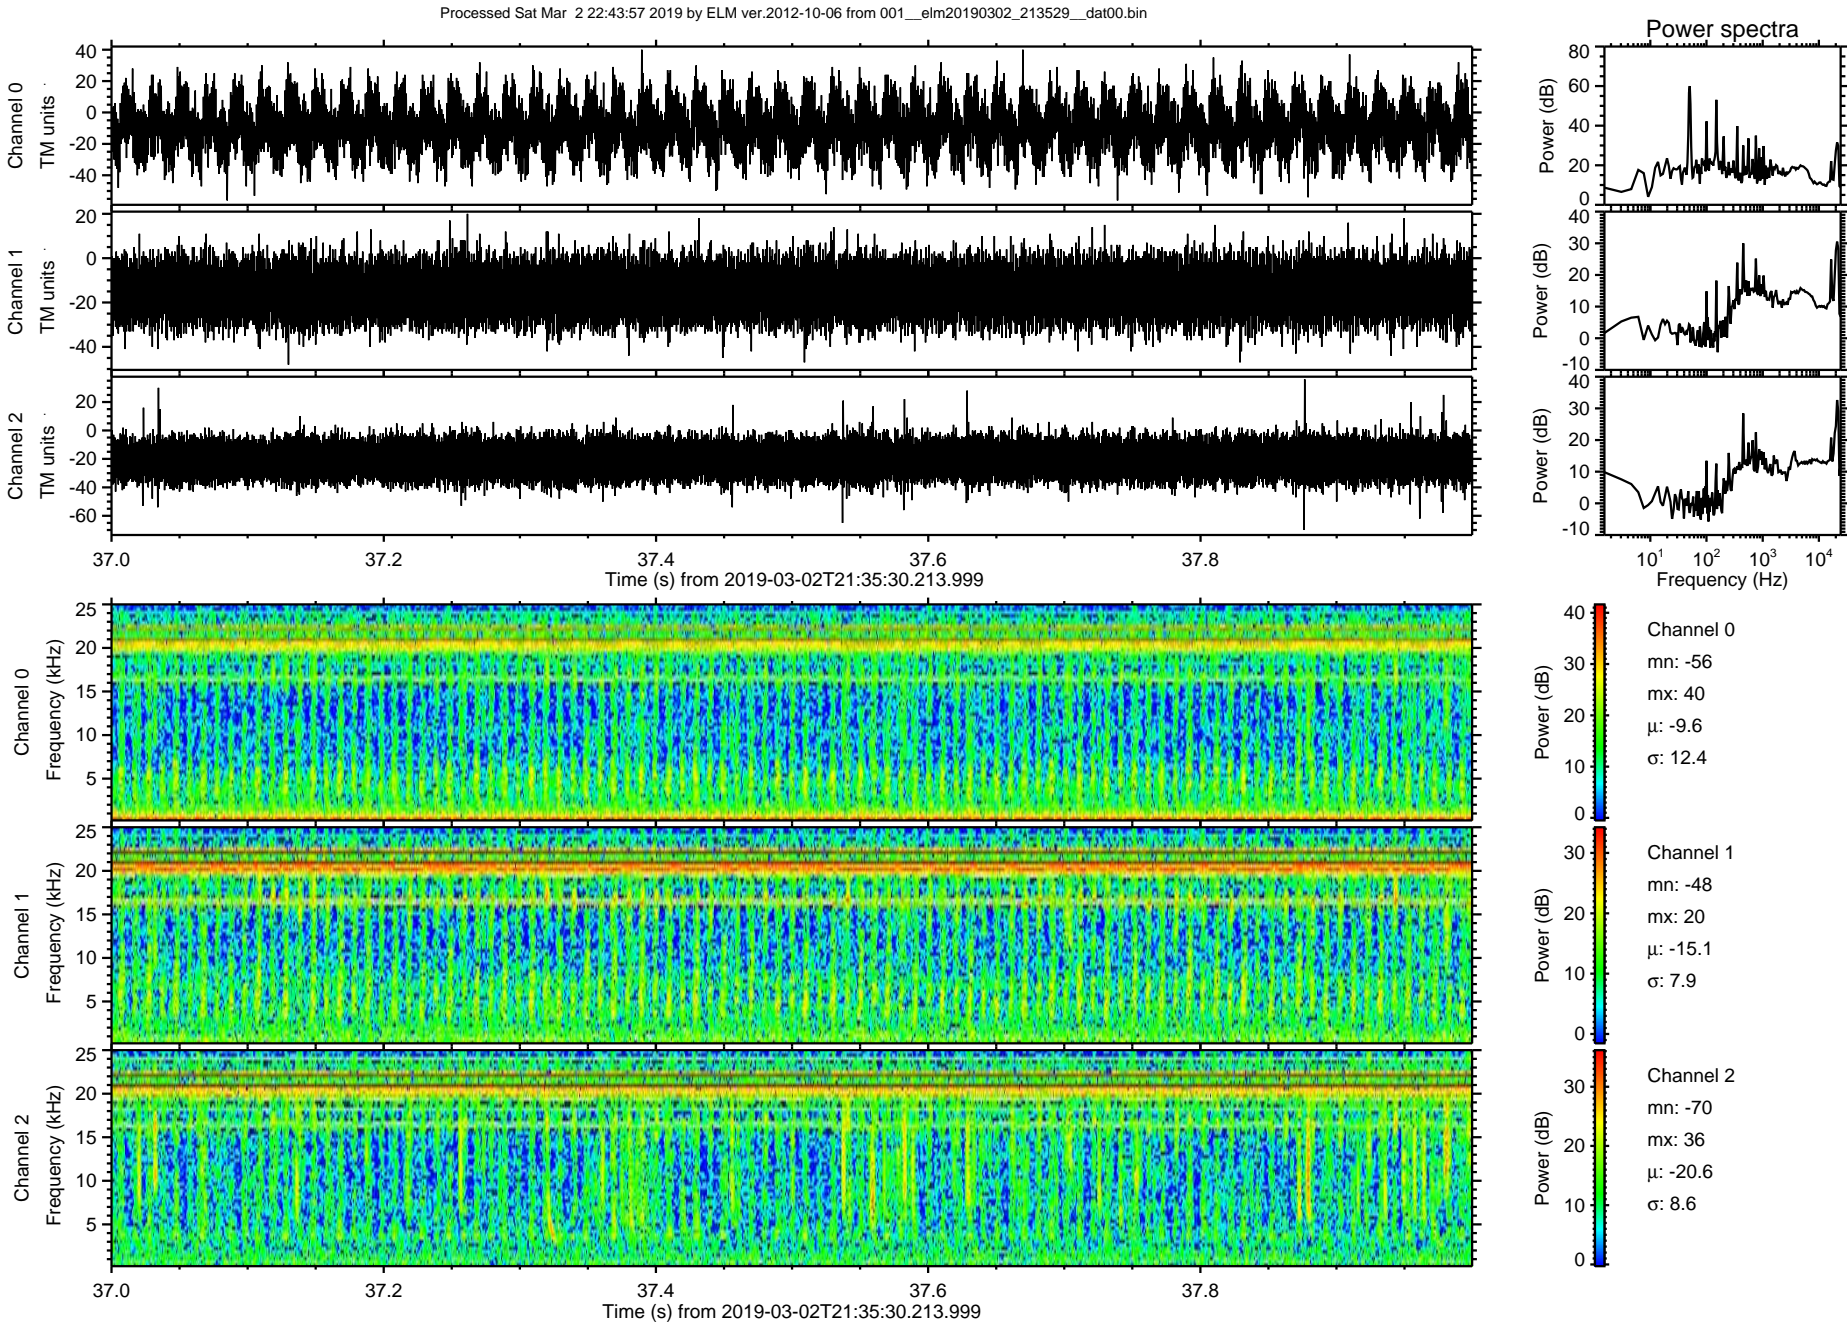 Processed Sat Mar 2 22:43:57 2019 by ELM ver.2012-10-06 from 001__elm20190302_213529__dat00.bin
Power spectra
Channel 0
TM units
40
20
0
-20
-40
Power (dB)
80
60
40
20
0
Channel 1
TM units
20
0
-20
-40
Power (dB)
40
30
20
10
0
-10
Channel 2
TM units
20
0
-20
-40
-60
Power (dB)
40
30
20
10
0
-10
37.0 37.2 37.4 37.6 37.8
Time (s) from 2019-03-02T21:35:30.213.999
10^1 10^2 10^3 10^4
Frequency (Hz)
Channel 0
Frequency (kHz)
25
20
15
10
5
Power (dB)
40
30
20
10
0
Channel 0
mn: -56
mx: 40
μ: -9.6
σ: 12.4
Channel 1
Frequency (kHz)
25
20
15
10
5
Power (dB)
30
20
10
0
Channel 1
mn: -48
mx: 20
μ: -15.1
σ: 7.9
Channel 2
Frequency (kHz)
25
20
15
10
5
Power (dB)
30
20
10
0
Channel 2
mn: -70
mx: 36
μ: -20.6
σ: 8.6
37.0 37.2 37.4 37.6 37.8
Time (s) from 2019-03-02T21:35:30.213.999